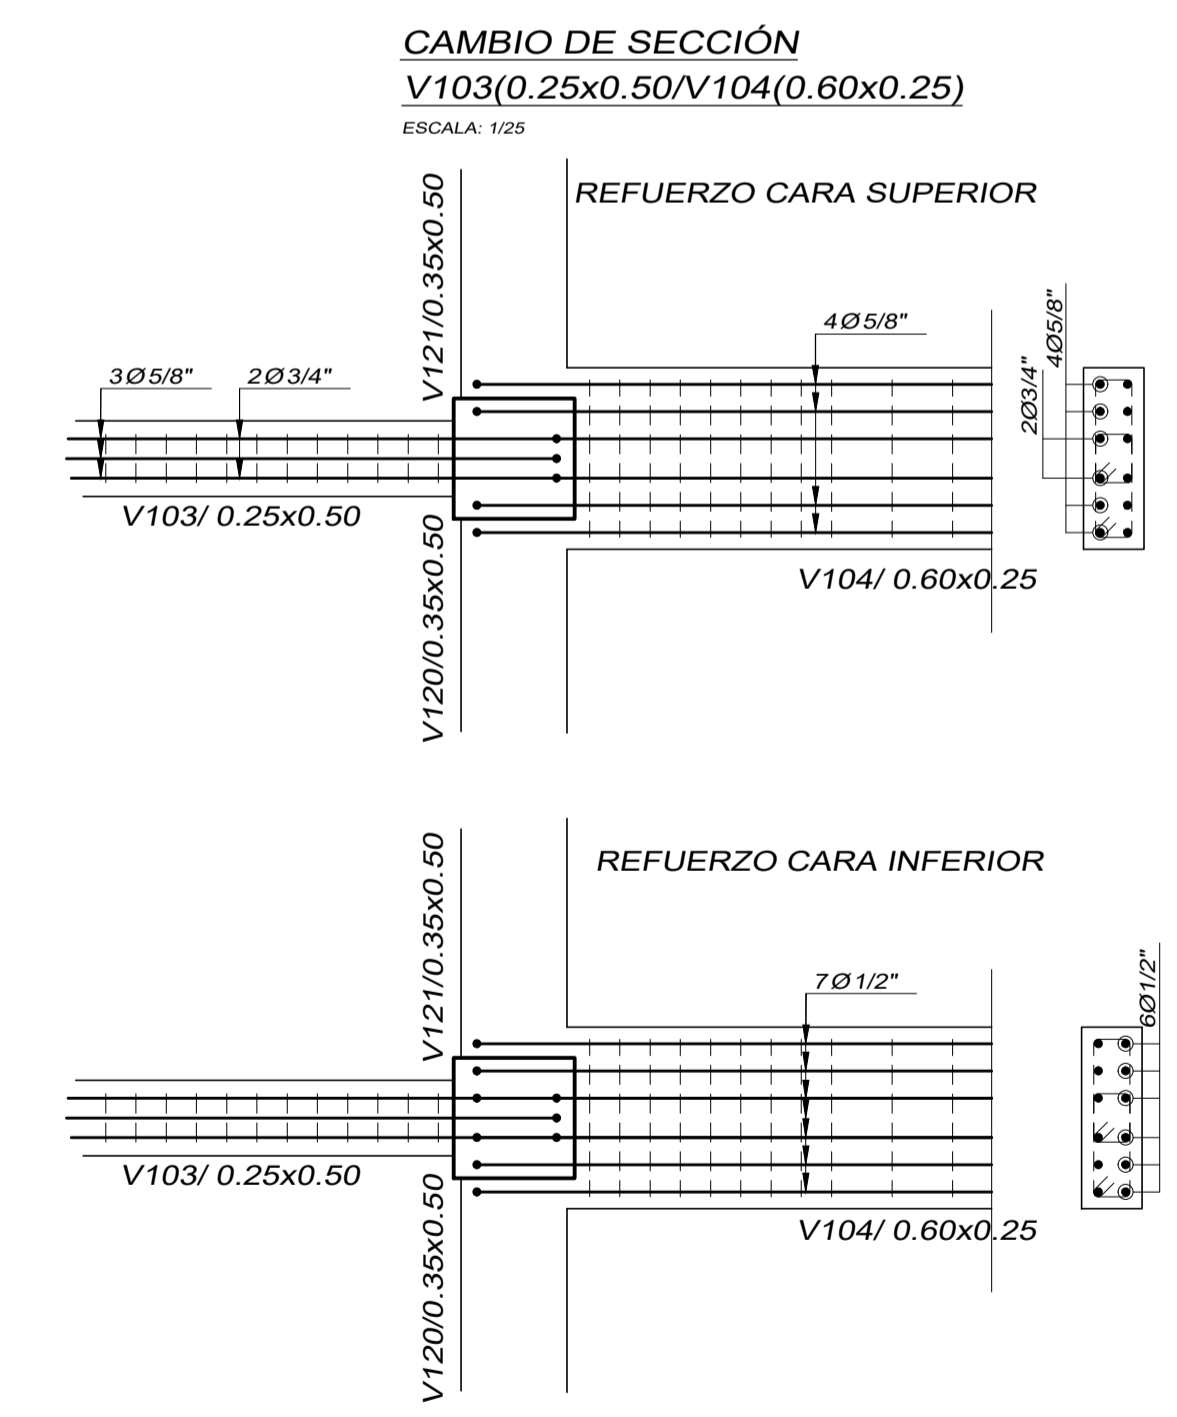 CAMBIO DE SECCIÓN
V103(0.25x0.50/V104(0.60x0.25)
ESCALA: 1/25
REFUERZO CARA SUPERIOR
V121/0.35x0.50
3Ø5/8"
2Ø3/4"
4Ø5/8"
2Ø3/4"
4Ø5/8"
V103/ 0.25x0.50
V120/0.35x0.50
V104/ 0.60x0.25
REFUERZO CARA INFERIOR
V121/0.35x0.50
7Ø1/2"
6Ø1/2"
V103/ 0.25x0.50
V120/0.35x0.50
V104/ 0.60x0.25